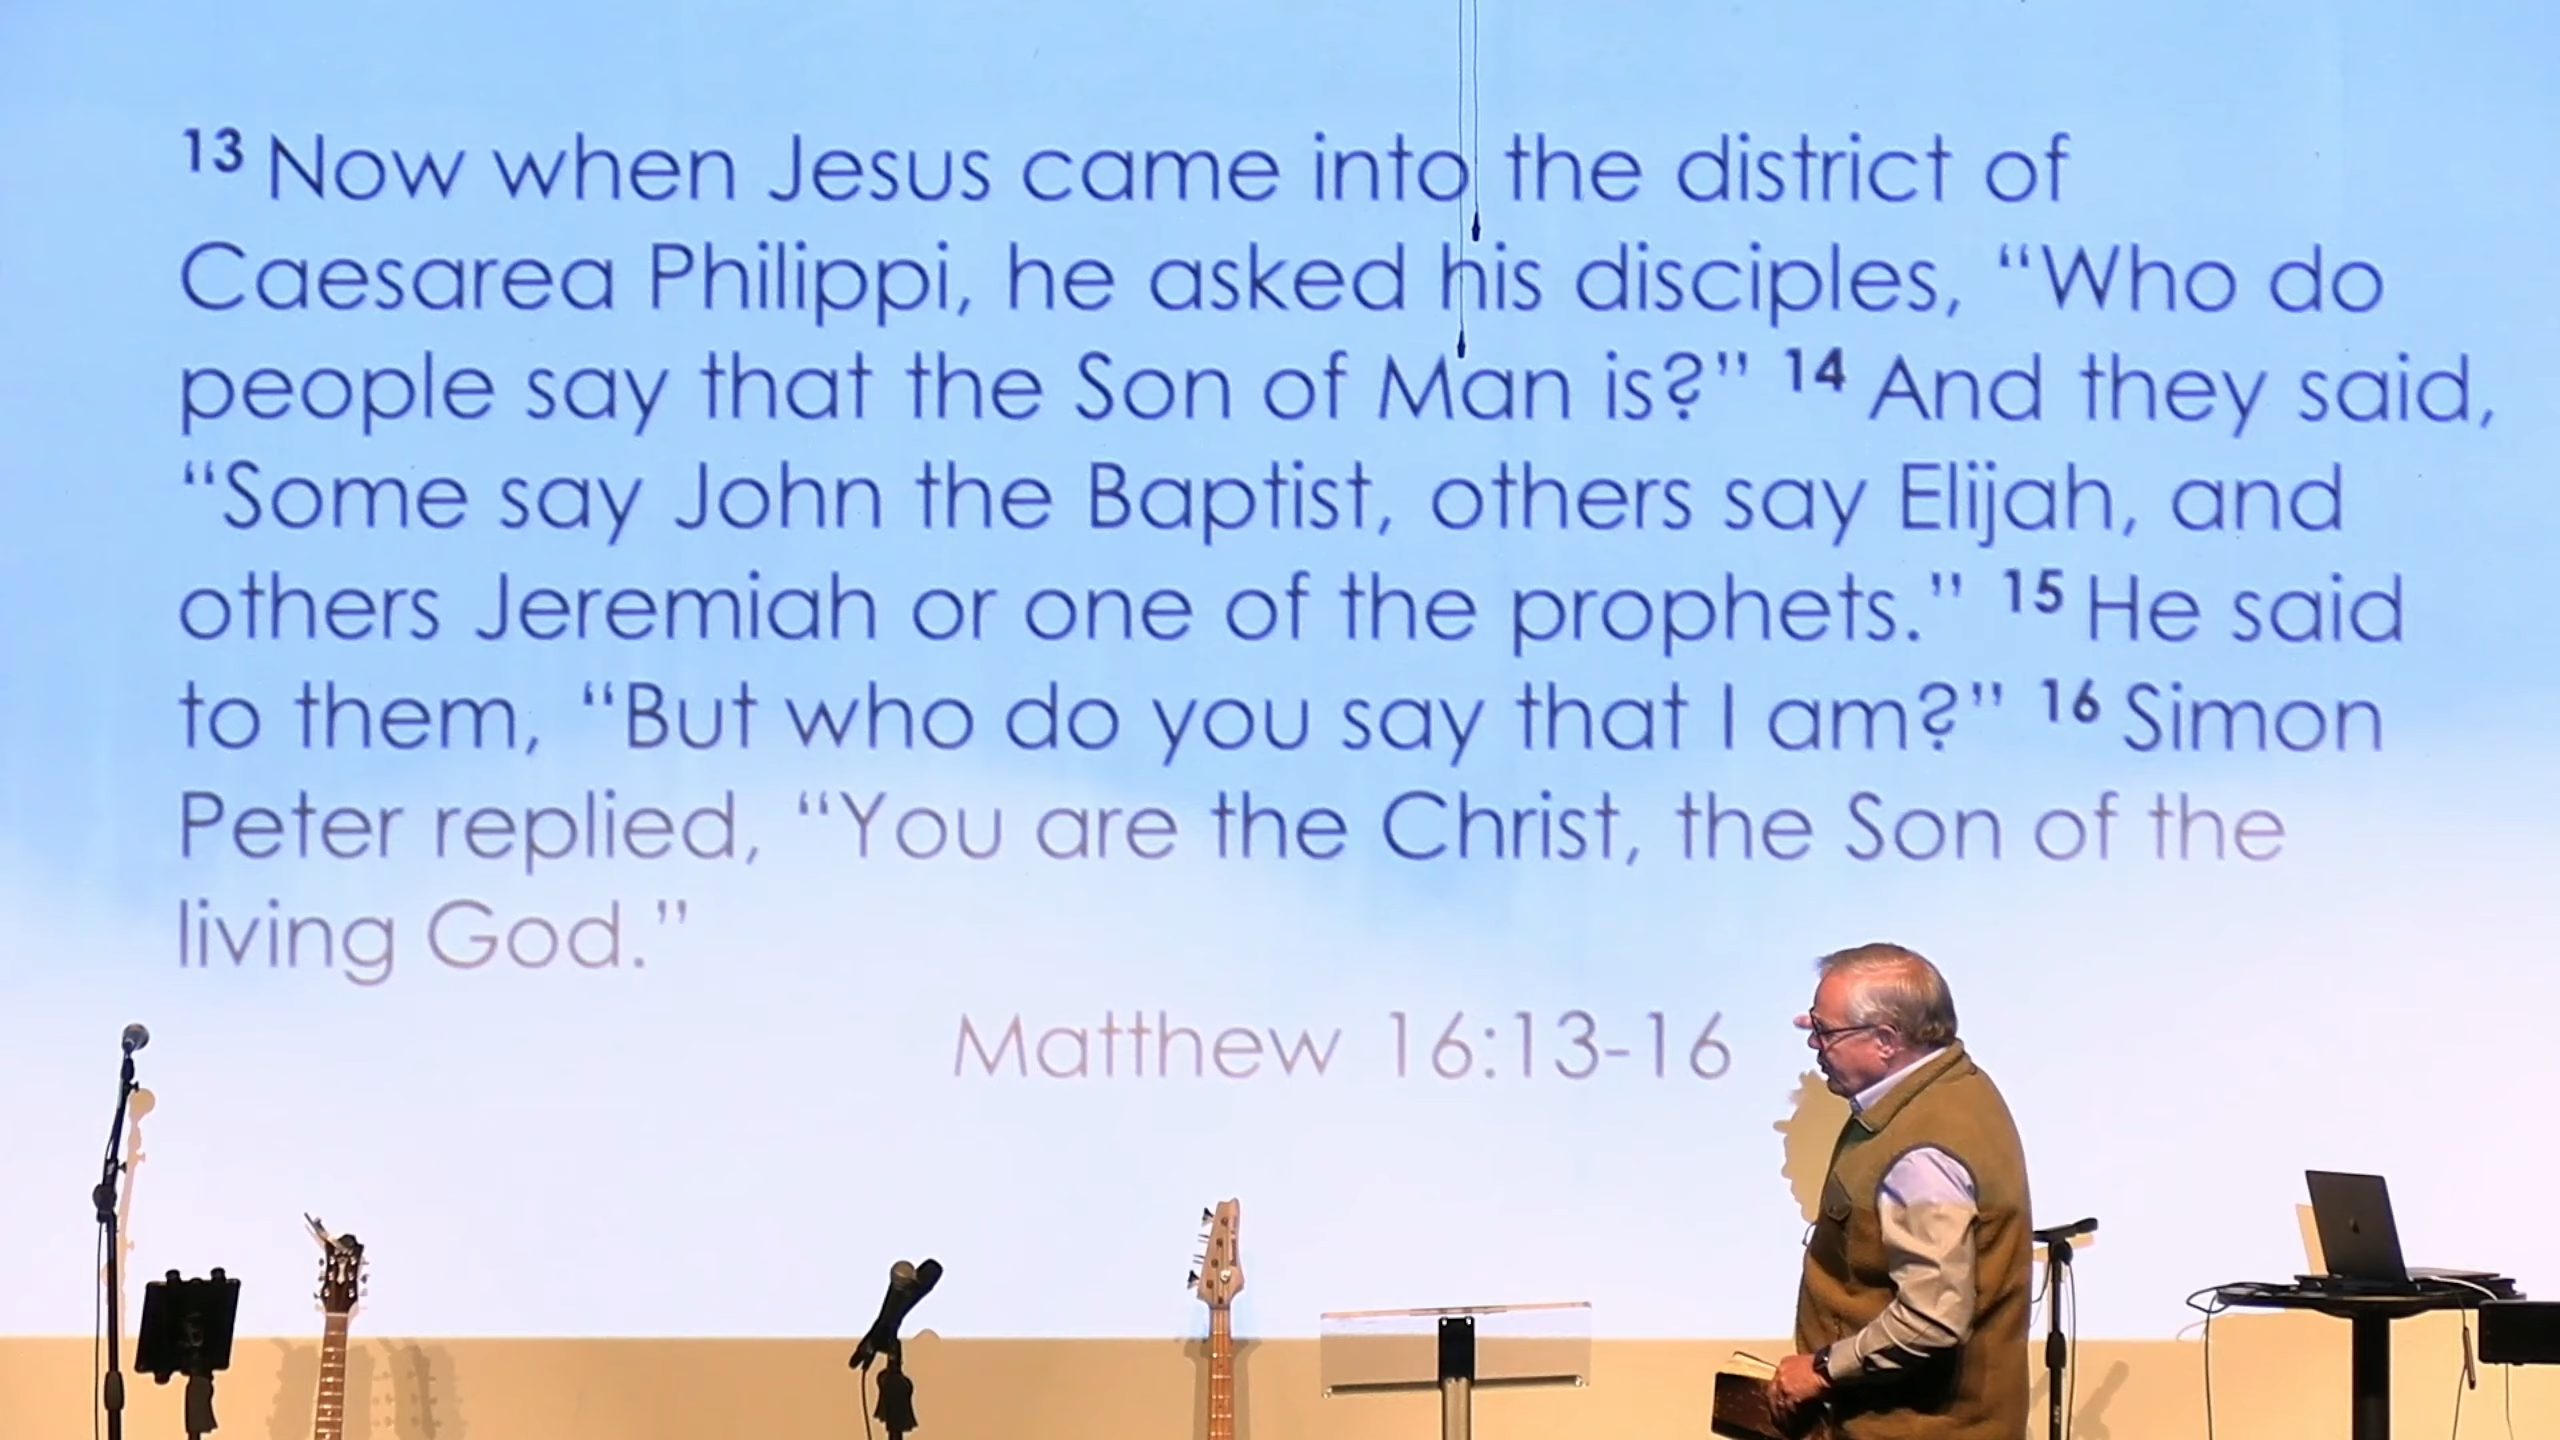 13 Now when Jesus came into the district of
Caesarea Philippi, he asked his disciples, “Who do
people say that the Son of Man is?” 14 And they said,
“Some say John the Baptist, others say Elijah, and
others Jeremiah or one of the prophets.” 15 He said
to them, “But who do you say that I am?” 16 Simon
Peter replied, “You are the Christ, the Son of the
living God.”
Matthew 16:13-16